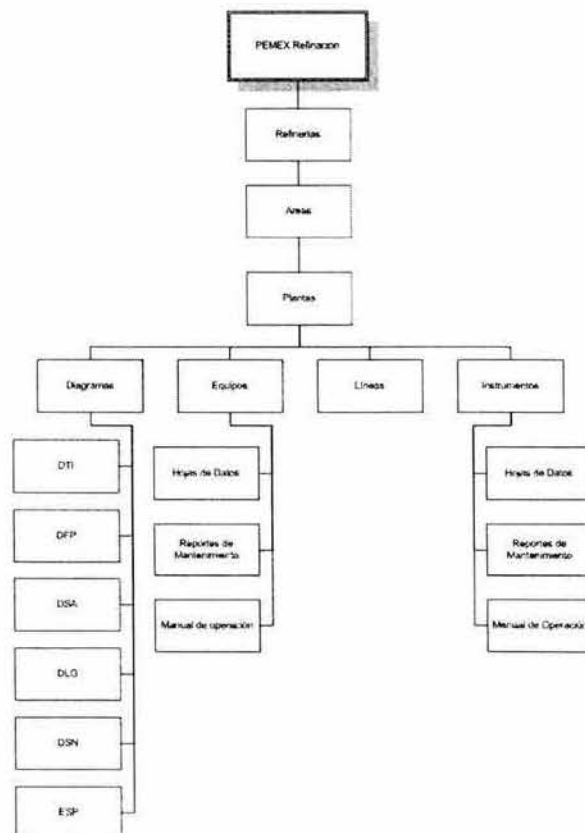 PEMEX Refinación
Refinerías
Areas
Plantas
Diagramas
Equipos
Líneas
Instrumentos
DTI
DFP
DSA
DLG
DSN
ESP
Hojas de Datos
Reportes de
Mantenimiento
Manual de operación
Hojas de Datos
Reportes de
Mantenimiento
Manual de Operación